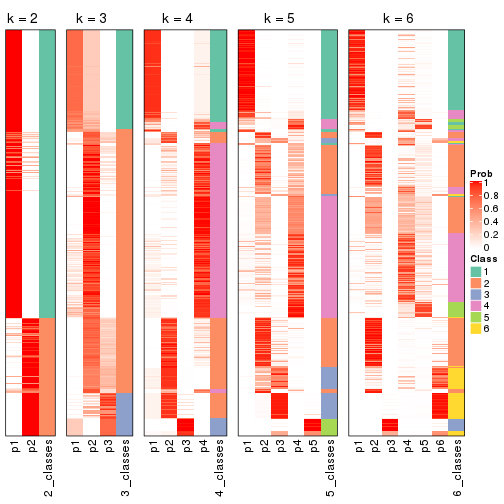 k = 2
k = 3
k = 4
k = 5
k = 6
Prob
1
0.8
0.6
0.4
0.2
0
Class
1
2
3
4
5
6
p1
p2
2_classes
p1
p2
p3
3_classes
p1
p2
p3
p4
4_classes
p1
p2
p3
p4
p5
5_classes
p1
p2
p3
p4
p5
p6
6_classes